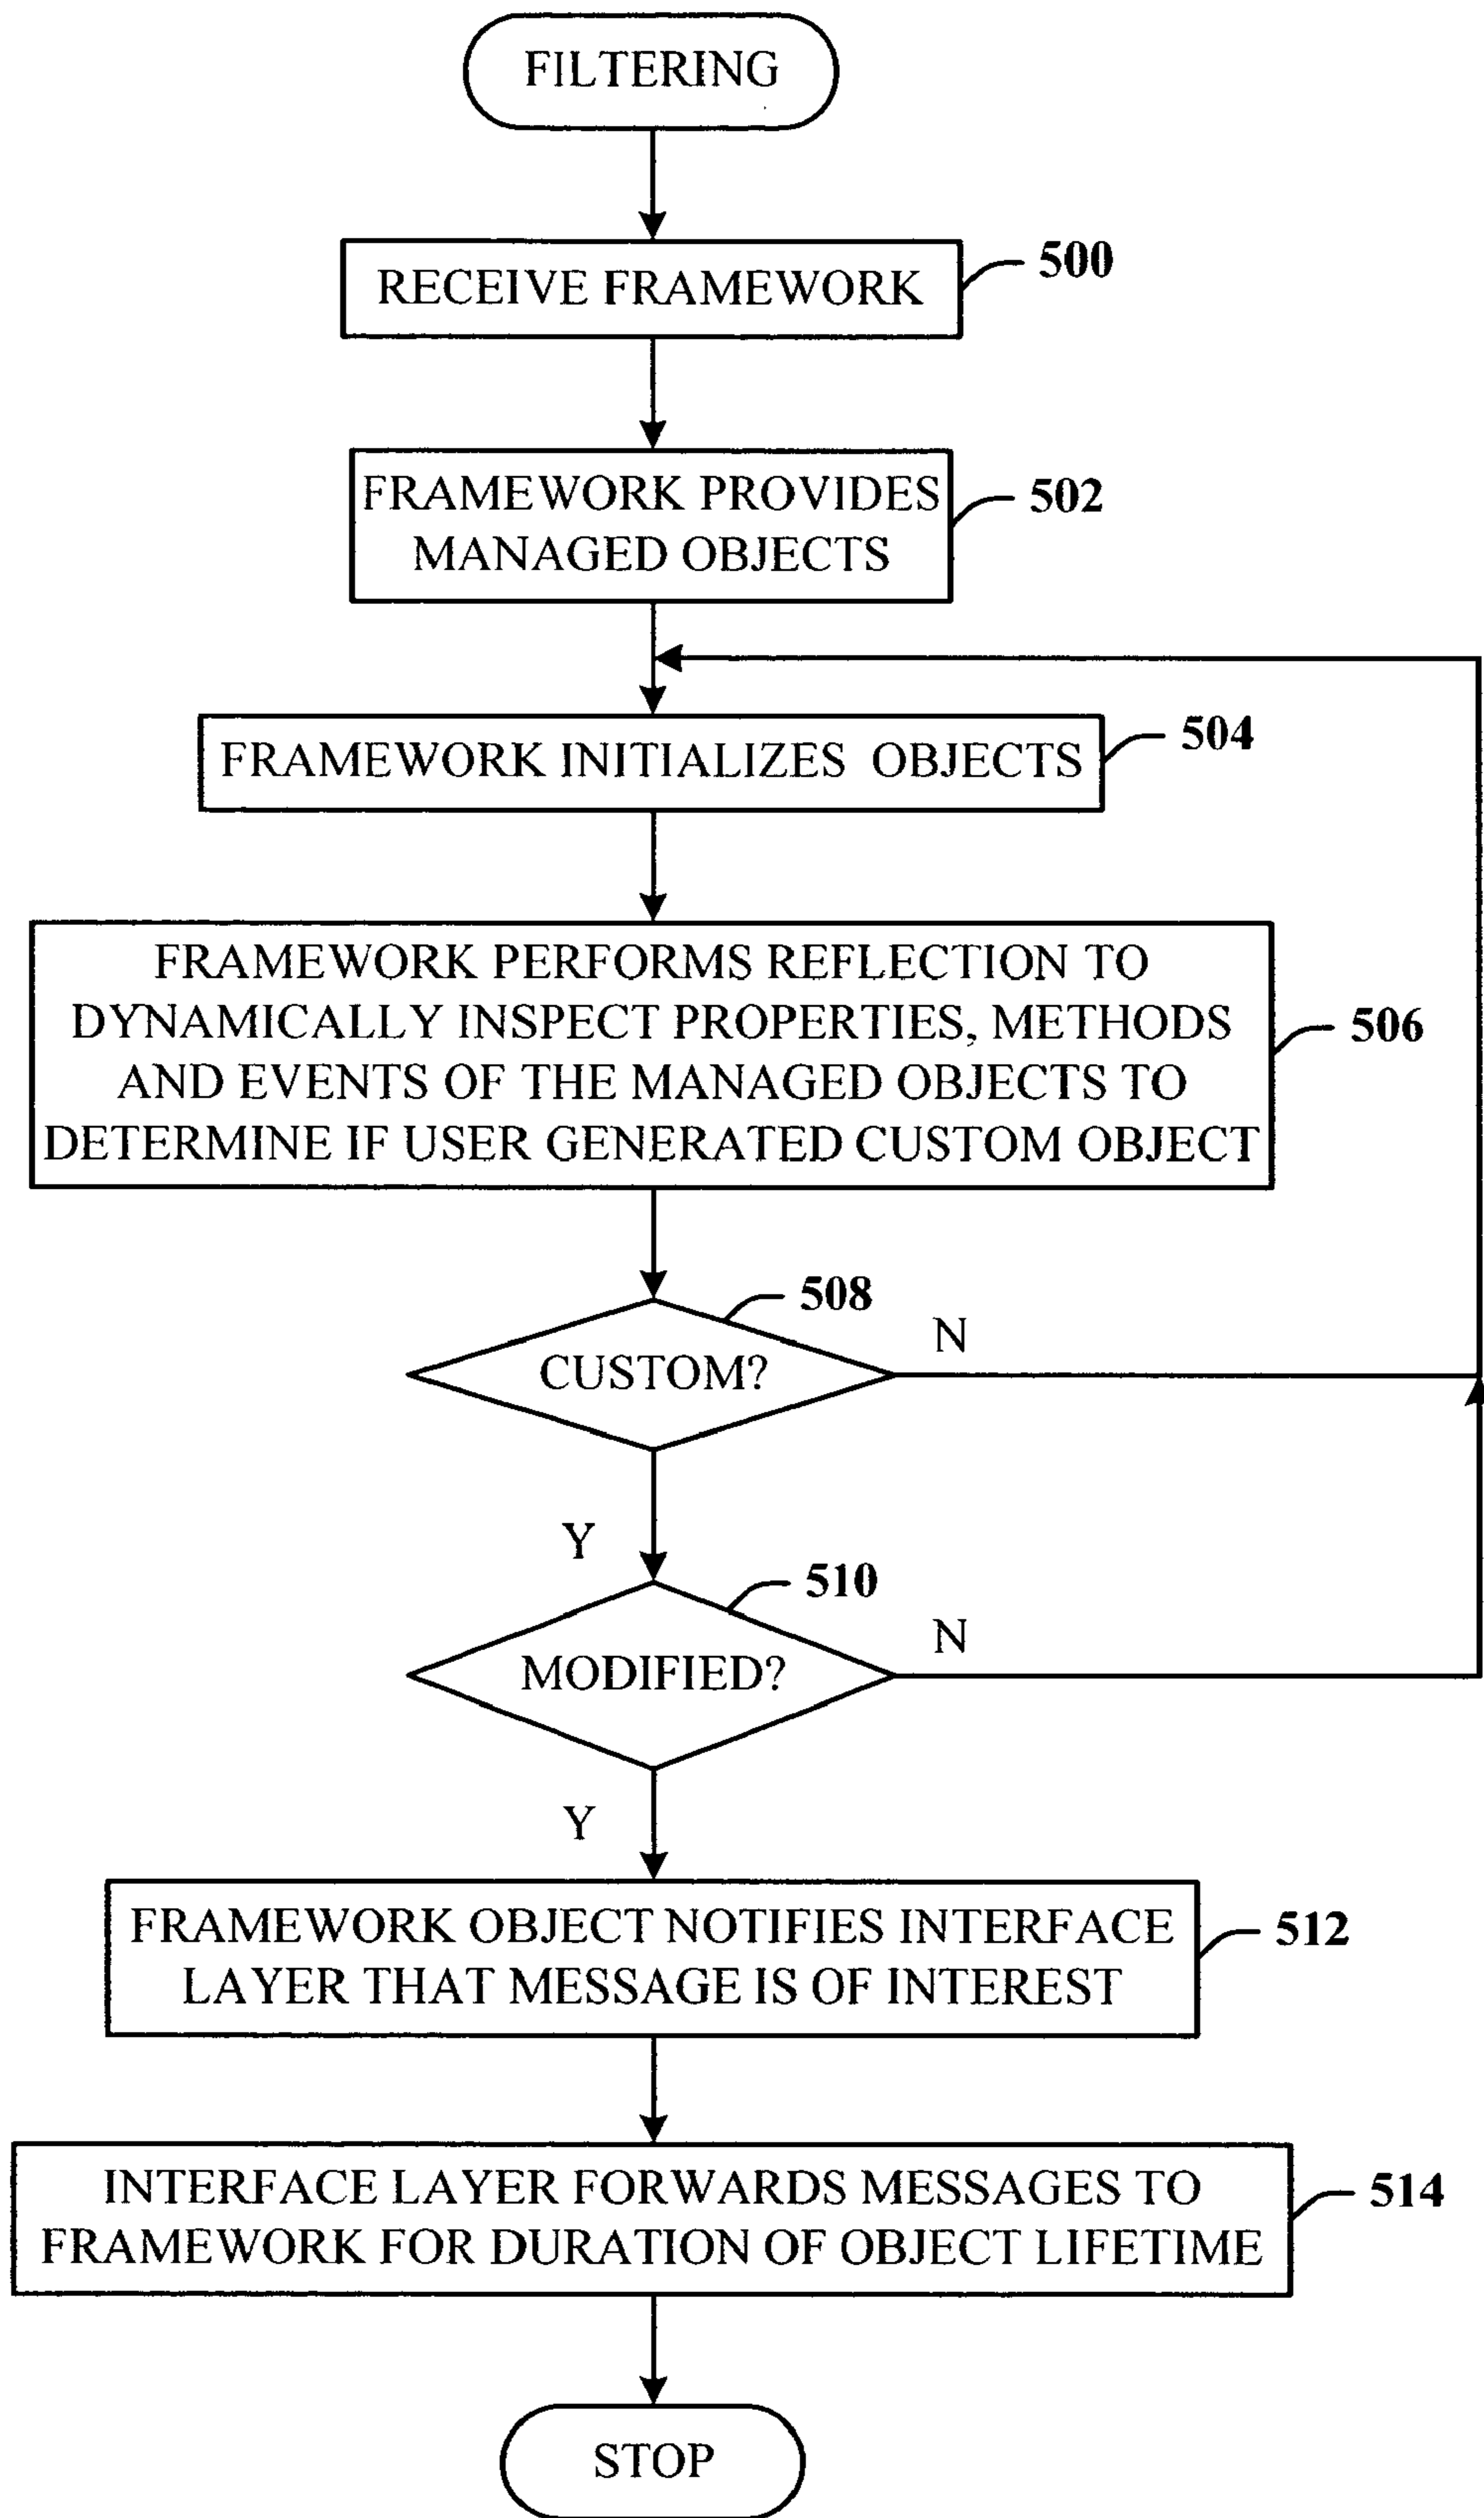 FILTERING
RECEIVE FRAMEWORK
500
FRAMEWORK PROVIDES
MANAGED OBJECTS
502
FRAMEWORK INITIALIZES OBJECTS
504
FRAMEWORK PERFORMS REFLECTION TO
DYNAMICALLY INSPECT PROPERTIES, METHODS
AND EVENTS OF THE MANAGED OBJECTS TO
DETERMINE IF USER GENERATED CUSTOM OBJECT
506
508
CUSTOM?
N
Y
510
MODIFIED?
N
Y
FRAMEWORK OBJECT NOTIFIES INTERFACE
LAYER THAT MESSAGE IS OF INTEREST
512
INTERFACE LAYER FORWARDS MESSAGES TO
FRAMEWORK FOR DURATION OF OBJECT LIFETIME
514
STOP